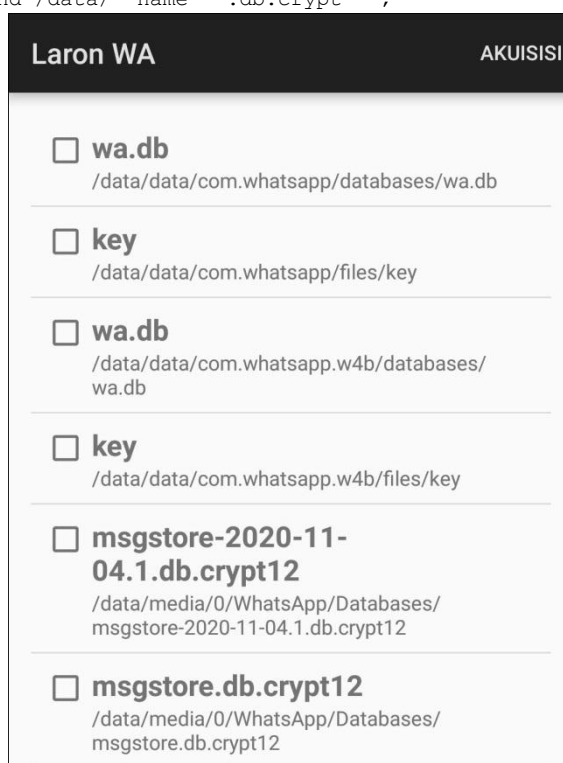 Laron WA AKUISISI
wa.db
/data/data/com.whatsapp/databases/wa.db
key
/data/data/com.whatsapp/files/key
wa.db
/data/data/com.whatsapp.w4b/databases/
wa.db
key
/data/data/com.whatsapp.w4b/files/key
msgstore-2020-11-
04.1.db.crypt12
/data/media/0/WhatsApp/Databases/
msgstore-2020-11-04.1.db.crypt12
msgstore.db.crypt12
/data/media/0/WhatsApp/Databases/
msgstore.db.crypt12